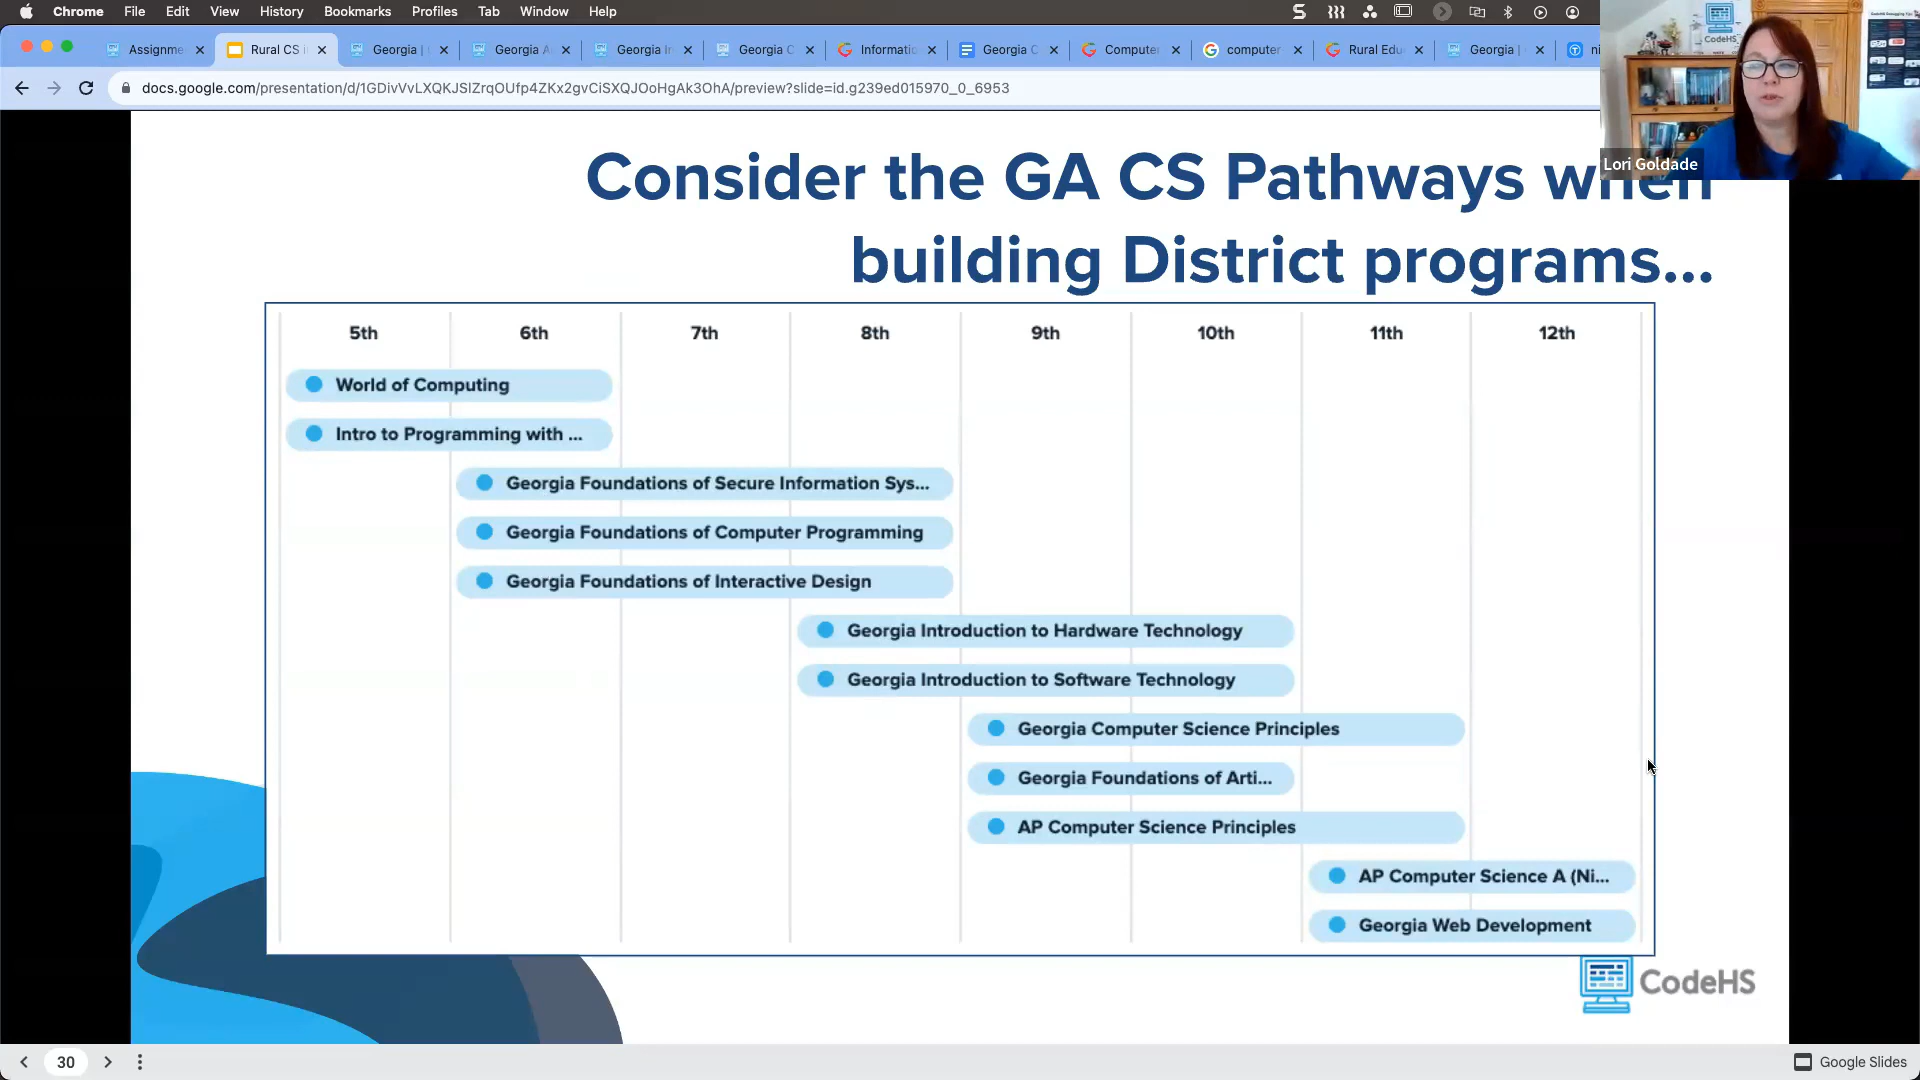 Chrome File Edit View History Bookmarks Profiles Tab Window Help
Assignme Rural CS i Georgia | Georgia A Georgia In Georgia C Informatio Georgia C Computer computer Rural Edu Georgia | ni
docs.google.com/presentation/d/1GDivVvLXQKJSIZrqOUfp4ZKx2gvCiSXQJOoHgAk3OhA/preview?slide=id.g239ed015970_0_6953
CodeHS
Lori Goldade
Consider the GA CS Pathways when
building District programs...
5th 6th 7th 8th 9th 10th 11th 12th
World of Computing
Intro to Programming with ...
Georgia Foundations of Secure Information Sys...
Georgia Foundations of Computer Programming
Georgia Foundations of Interactive Design
Georgia Introduction to Hardware Technology
Georgia Introduction to Software Technology
Georgia Computer Science Principles
Georgia Foundations of Arti...
AP Computer Science Principles
AP Computer Science A (Ni...
Georgia Web Development
CodeHS
30
Google Slides